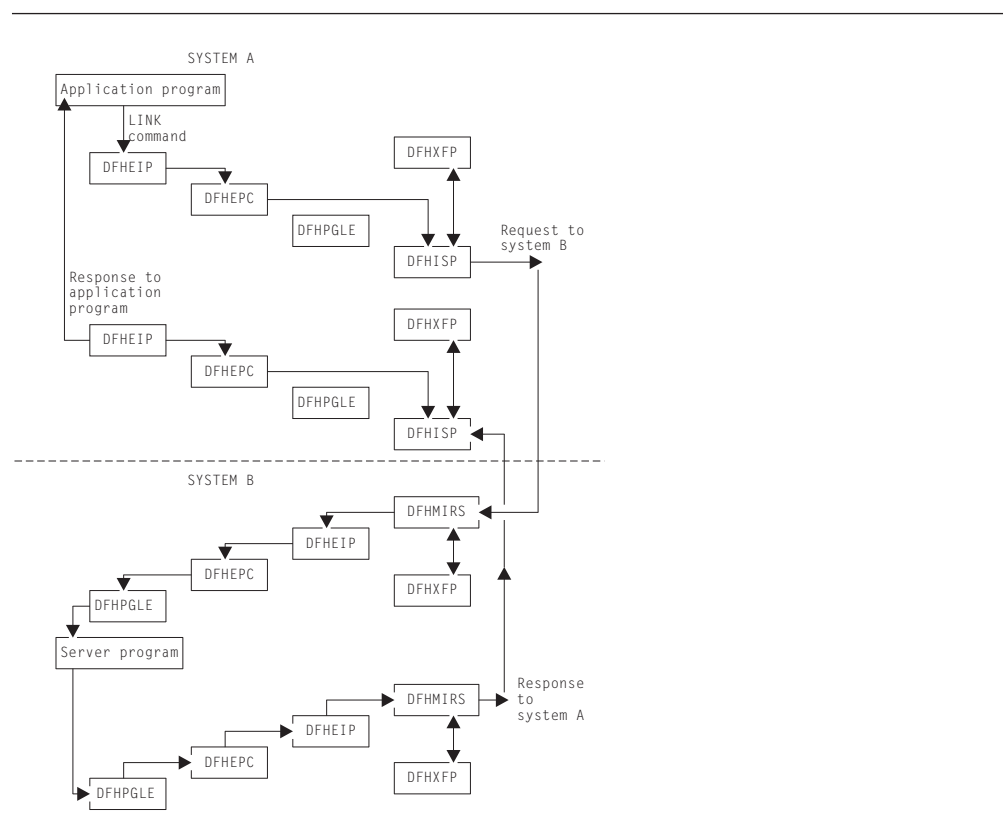 SYSTEM A
Application program
LINK
command
DFHEIP
DFHXFP
DFHEPC
DFHPGLE
Request to
system B
DFHISP
Response to
application
program
DFHEIP
DFHXFP
DFHEPC
DFHPGLE
DFHISP
SYSTEM B
DFHMIRS
DFHEIP
DFHEPC
DFHXFP
DFHPGLE
Server program
DFHMIRS
Response
to
system A
DFHEIP
DFHEPC
DFHXFP
DFHPGLE